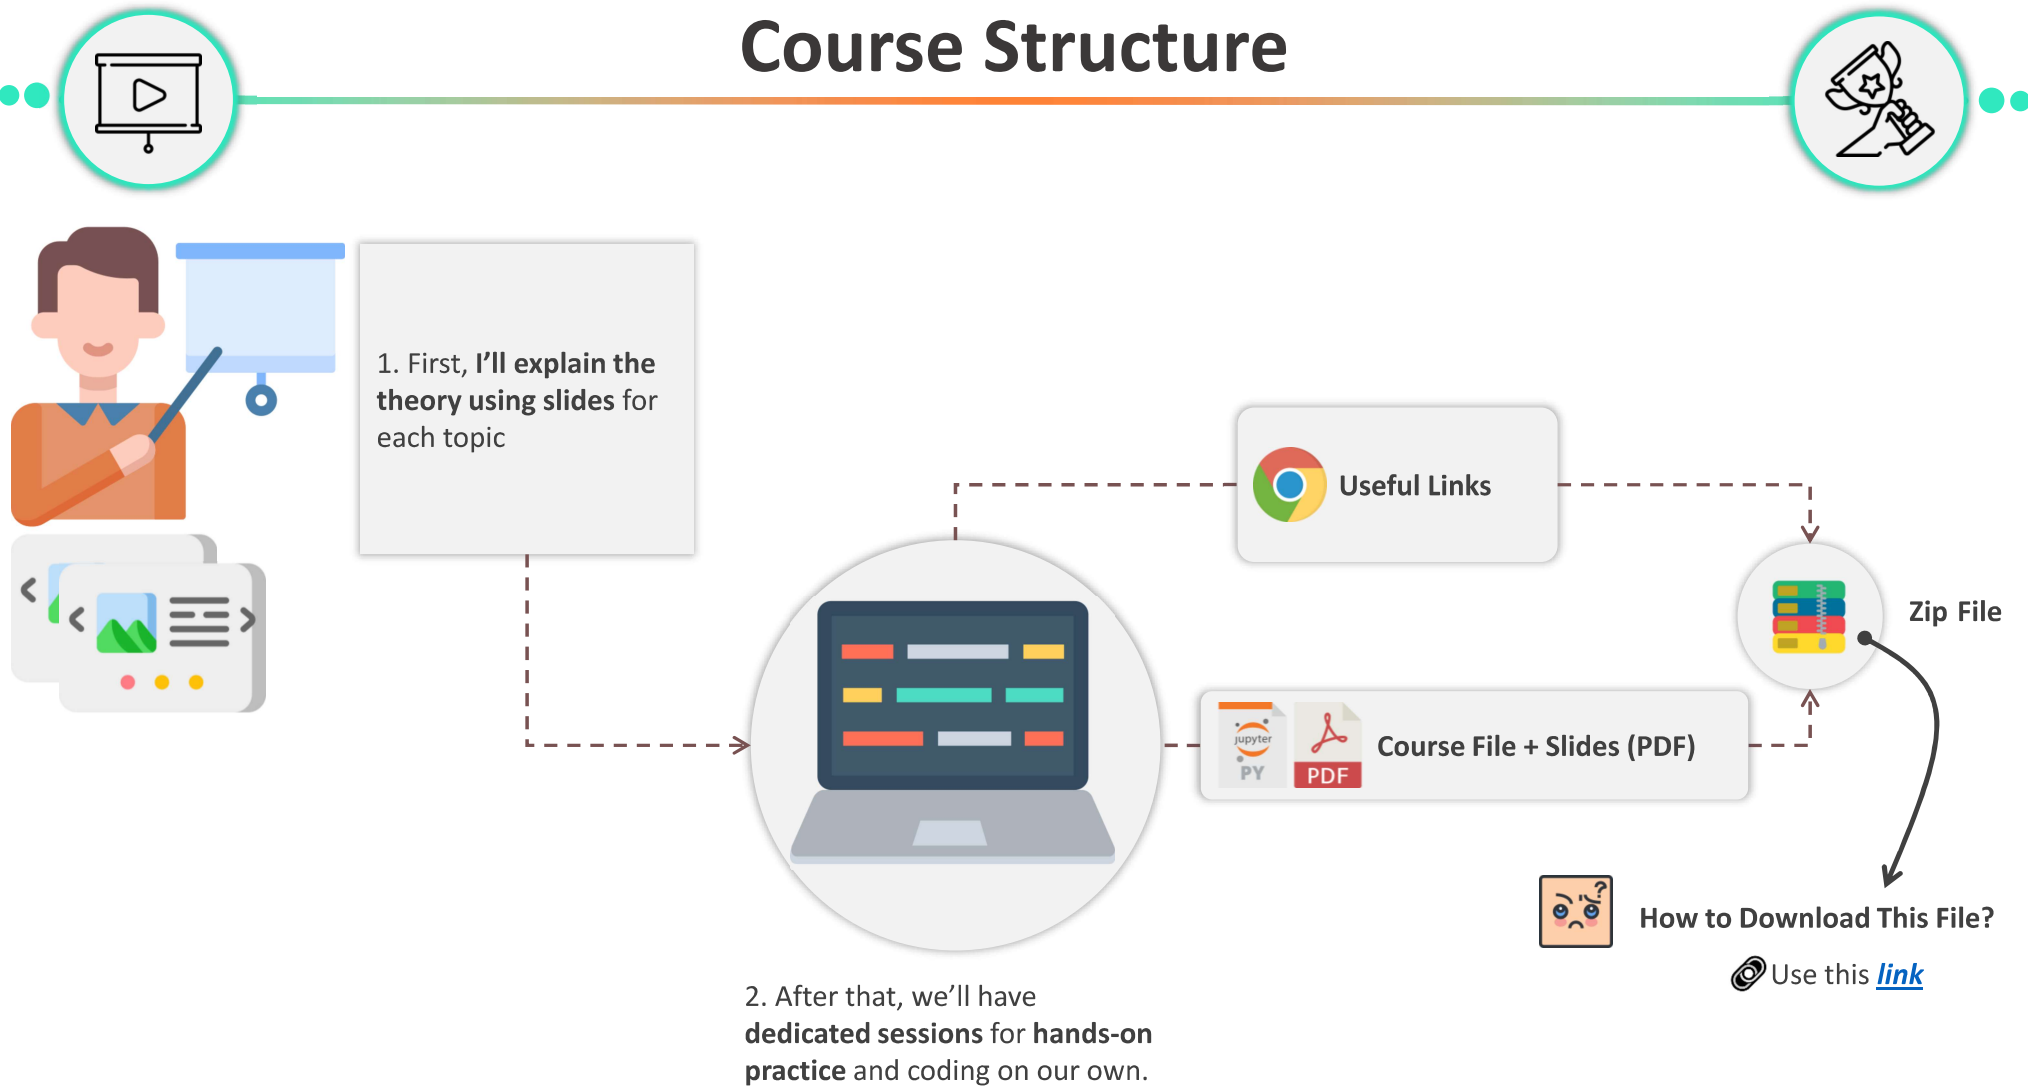 Course Structure
1. First, I’ll explain the
theory using slides for
each topic
Useful Links
Zip File
jupyter
PY
PDF
Course File + Slides (PDF)
?
How to Download This File?
Use this link
2. After that, we’ll have
dedicated sessions for hands-on
practice and coding on our own.